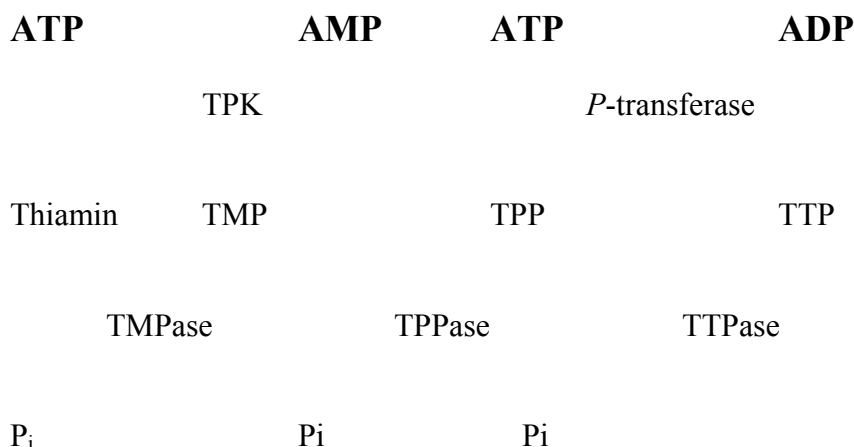 ATP AMP ATP ADP
TPK P-transferase
Thiamin TMP TPP TTP
TMPase TPPase TTPase
Pi Pi Pi